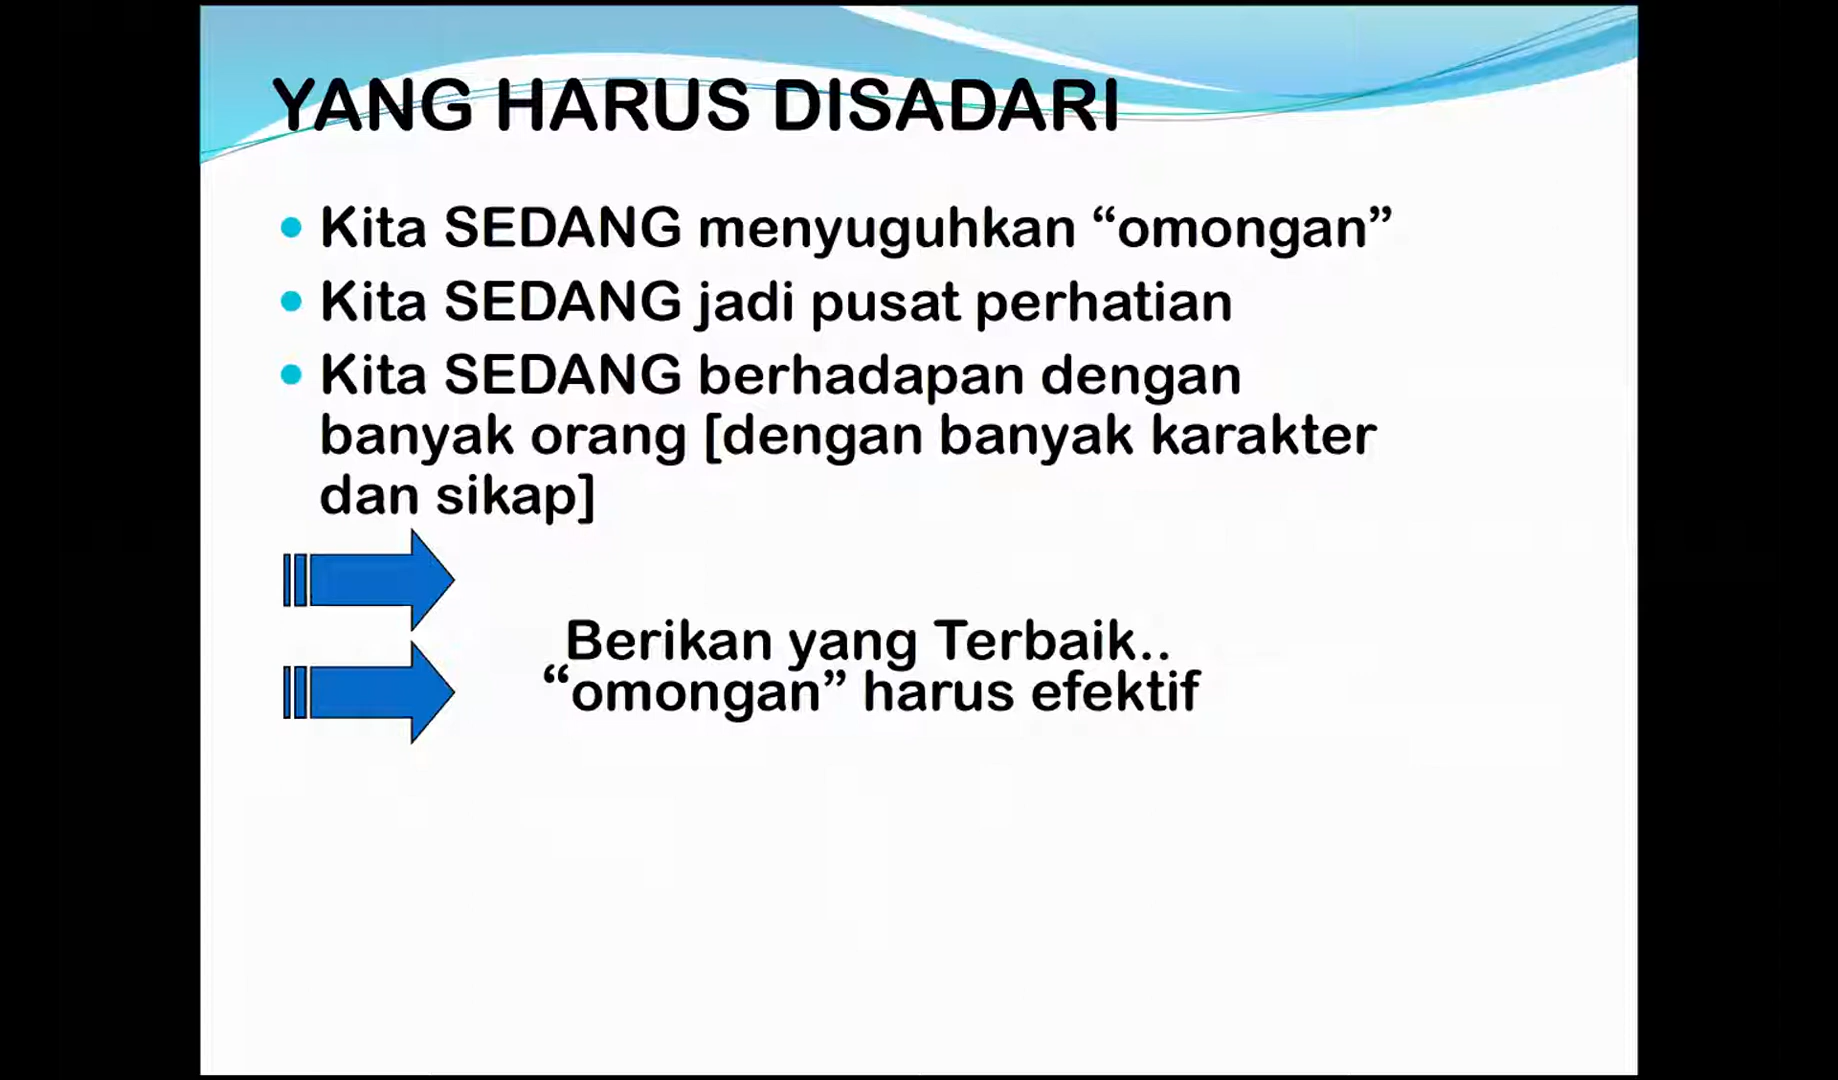 YANG HARUS DISADARI
• Kita SEDANG menyuguhkan “omongan”
• Kita SEDANG jadi pusat perhatian
• Kita SEDANG berhadapan dengan
banyak orang [dengan banyak karakter
dan sikap]
Berikan yang Terbaik..
“omongan” harus efektif